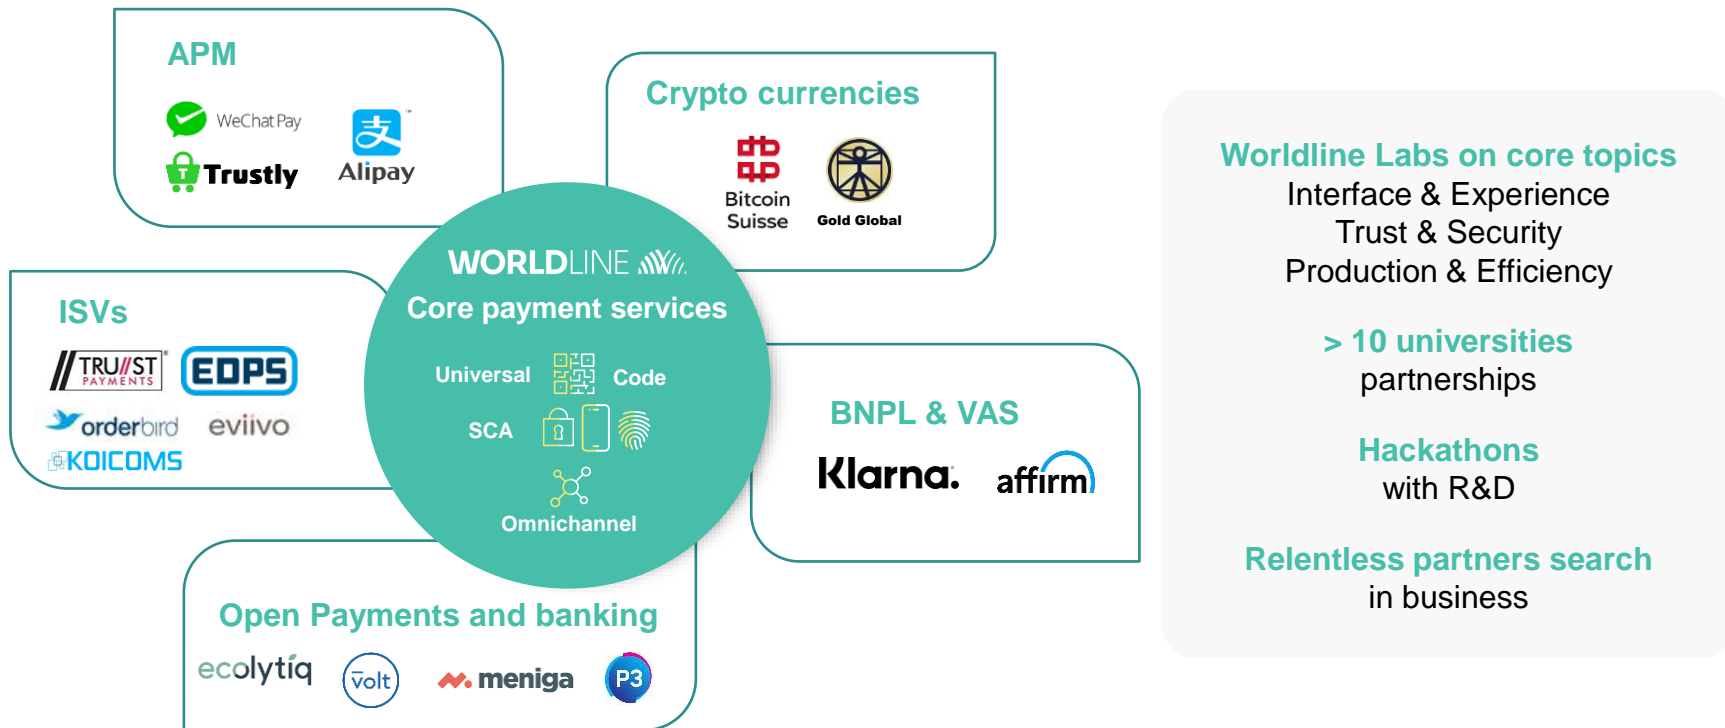 APM
WeChat Pay
Trustly
支
Alipay
Crypto currencies
Bitcoin
Suisse
Gold Global
WORLDLINE
Core payment services
Universal Code
SCA
Omnichannel
ISVs
TRU//ST
PAYMENTS
EDPS
orderbird
eviivo
KOICOMS
BNPL & VAS
Klarna.
affirm
Open Payments and banking
ecolytiq
volt
meniga
P3
Worldline Labs on core topics
Interface & Experience
Trust & Security
Production & Efficiency
> 10 universities
partnerships
Hackathons
with R&D
Relentless partners search
in business